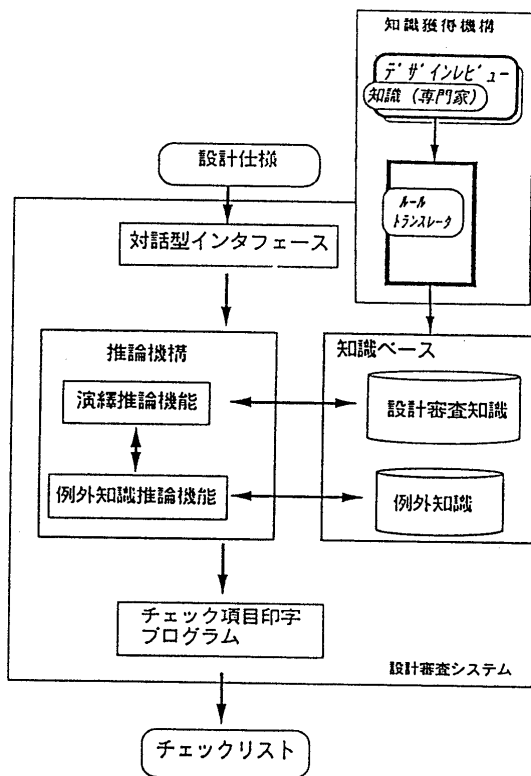 知識獲得機構
デザインレビュー
知識（専門家）
設計仕様
ルール
トランスレータ
対話型インタフェース
推論機構
知識ベース
演繹推論機能
設計審査知識
例外知識推論機能
例外知識
チェック項目印字
プログラム
設計審査システム
チェックリスト